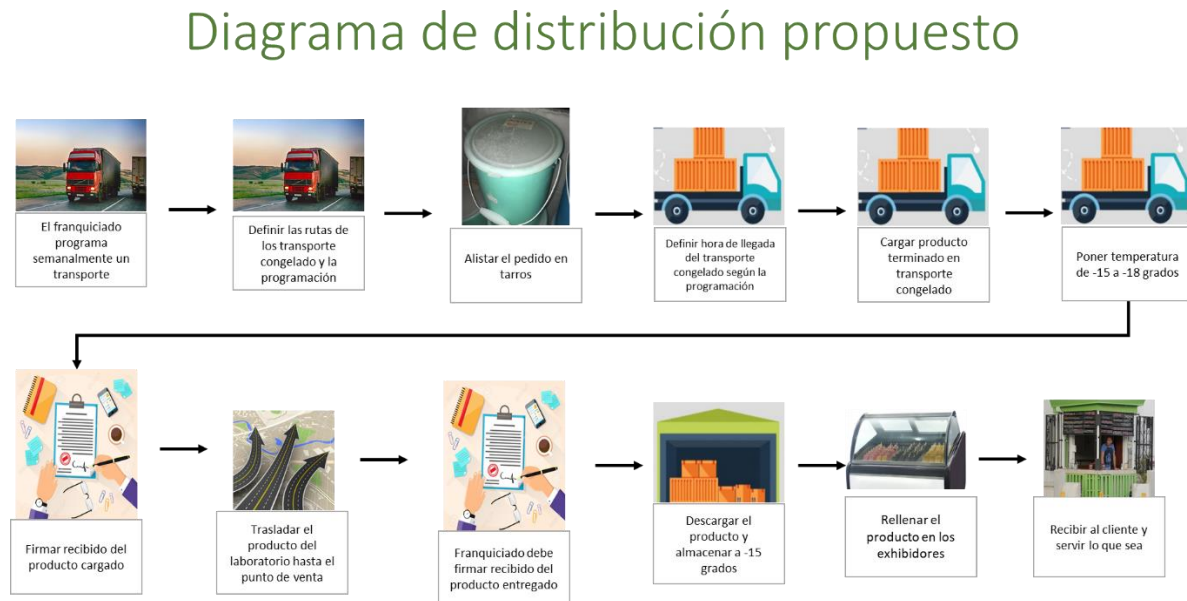 Diagrama de distribución propuesto
El franquiciado
programa
semanalmente un
transporte
Definir las rutas de
los transporte
congelado y la
programación
Alistar el pedido en
tarros
Definir hora de llegada
del transporte
congelado según la
programación
Cargar producto
terminado en
transporte
congelado
Poner temperatura
de -15 a -18 grados
Firmar recibido del
producto cargado
Trasladar el
producto del
laboratorio hasta el
punto de venta
Franquiciado debe
firmar recibido del
producto entregado
Descargar el
producto y
almacenar a -15
grados
Rellenar el
producto en los
exhibidores
Recibir al cliente y
servir lo que sea